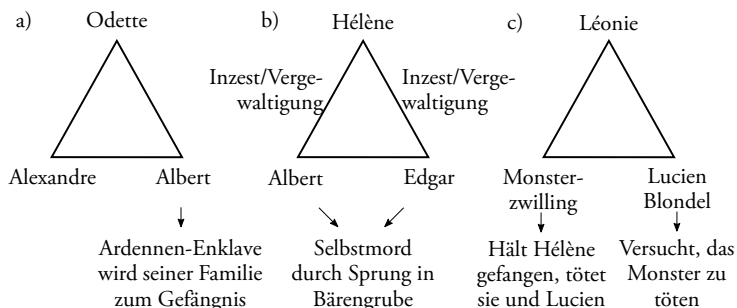 a)
Odette
Alexandre
Albert
Ardennen-Enklave
wird seiner Familie
zum Gefängnis
b)
Hélène
Inzest/Verge-
waltigung
Inzest/Verge-
waltigung
Albert
Edgar
Selbstmord
durch Sprung in
Bärengrube
c)
Léonie
Monster-
zwilling
Lucien
Blondel
Hält Hélène
gefangen, tötet
sie und Lucien
Versucht, das
Monster zu
töten